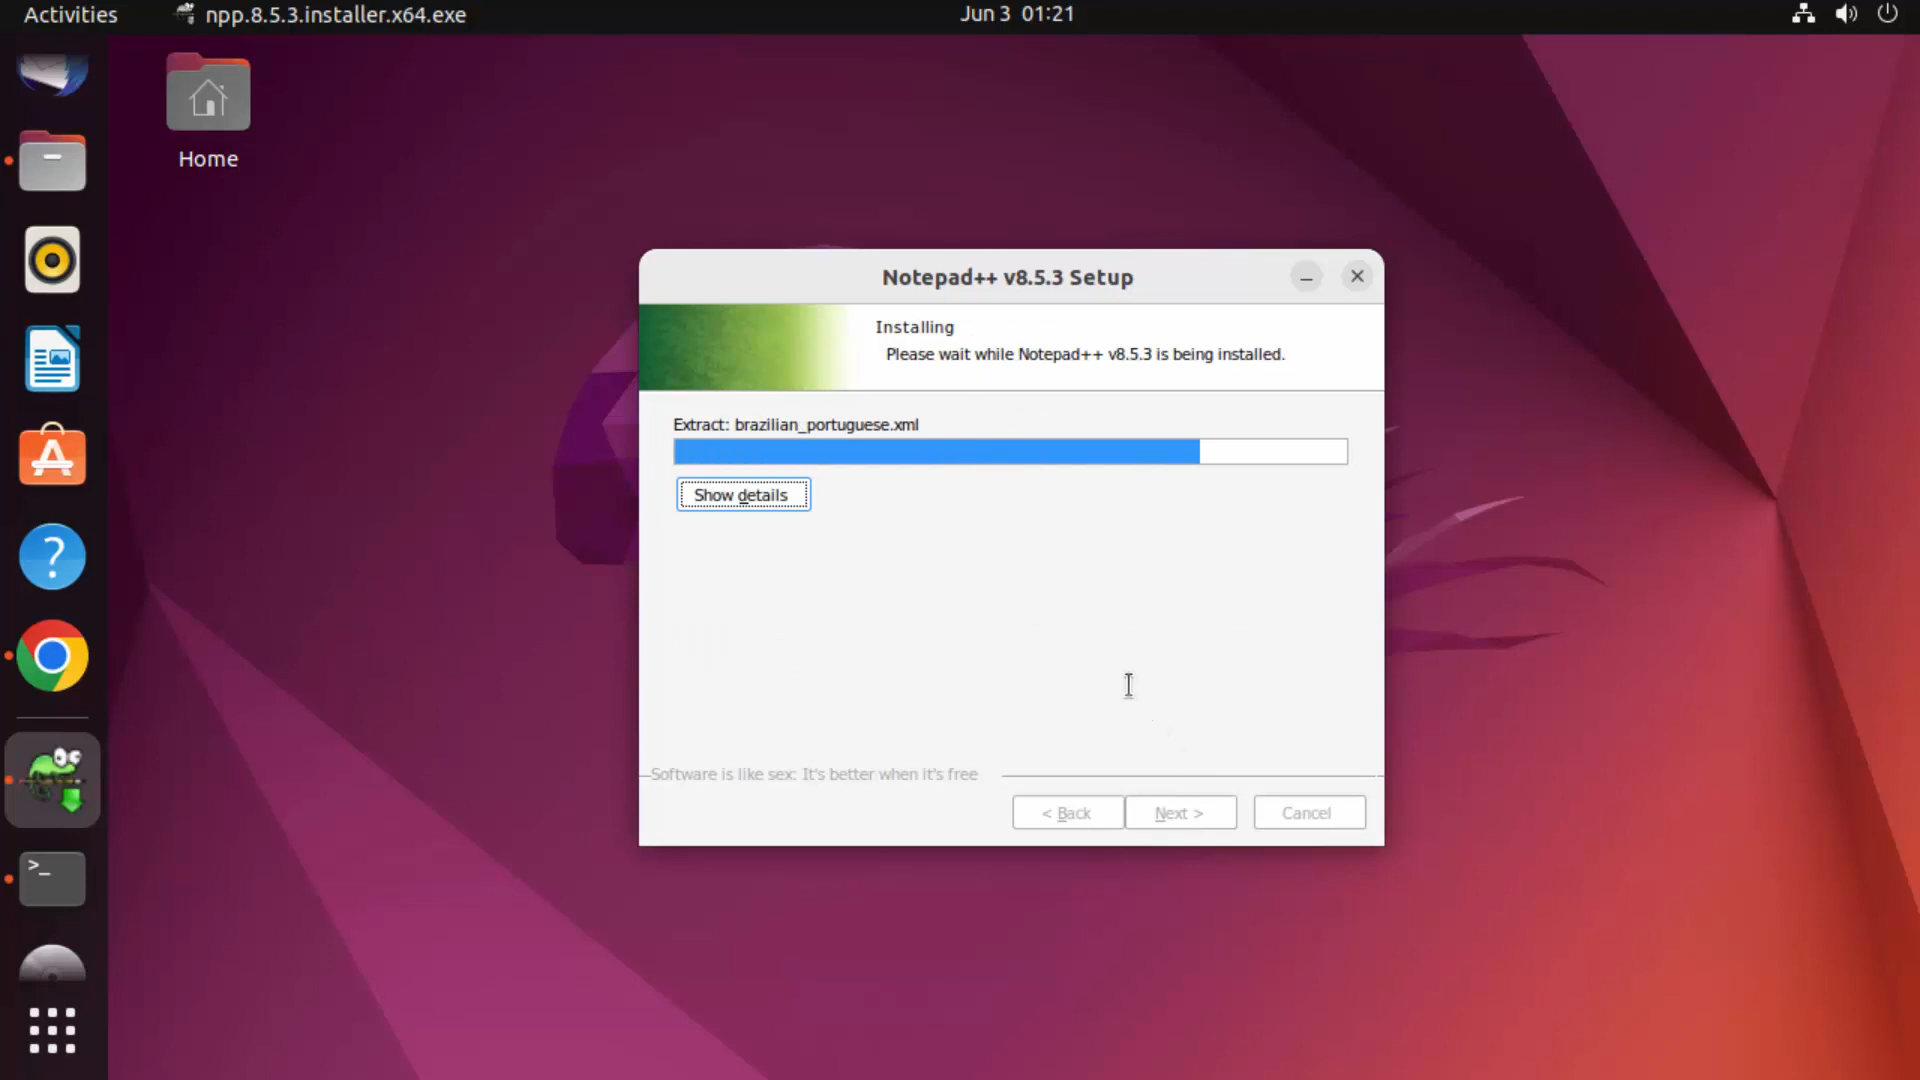 Activities
npp.8.5.3.installer.x64.exe
Jun 3 01:21
Home
Notepad++ v8.5.3 Setup
Installing
Please wait while Notepad++ v8.5.3 is being installed.
Extract: brazilian_portuguese.xml
Show details
Software is like sex: It's better when it's free
< Back
Next >
Cancel
>_